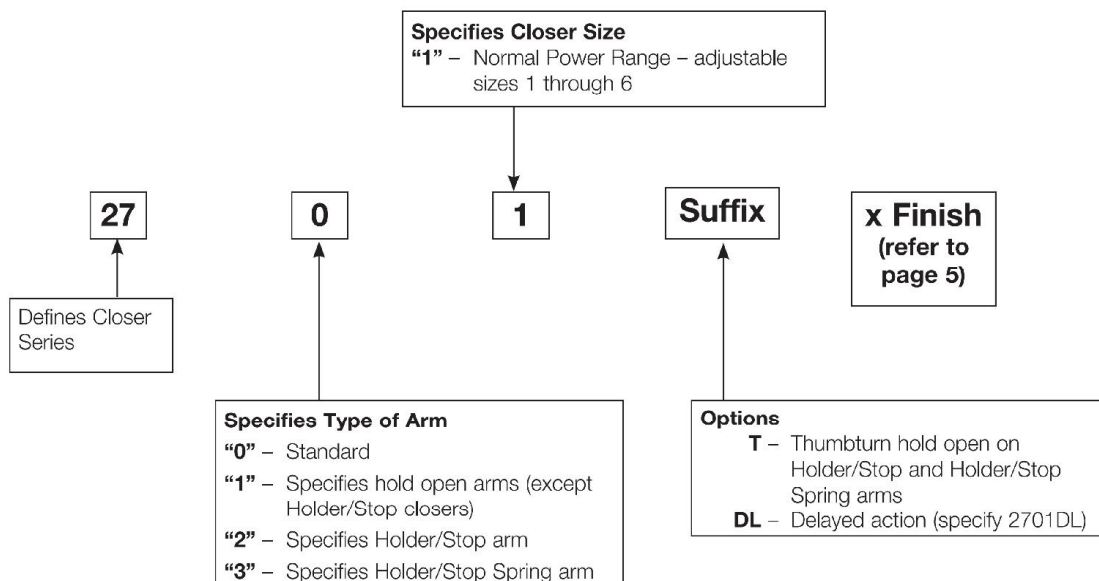 Specifies Closer Size
“1” – Normal Power Range – adjustable
sizes 1 through 6
27
0
1
Suffix
x Finish
(refer to
page 5)
Defines Closer
Series
Specifies Type of Arm
“0” – Standard
“1” – Specifies hold open arms (except
Holder/Stop closers)
“2” – Specifies Holder/Stop arm
“3” – Specifies Holder/Stop Spring arm
Options
T – Thumbturn hold open on
Holder/Stop and Holder/Stop
Spring arms
DL – Delayed action (specify 2701DL)